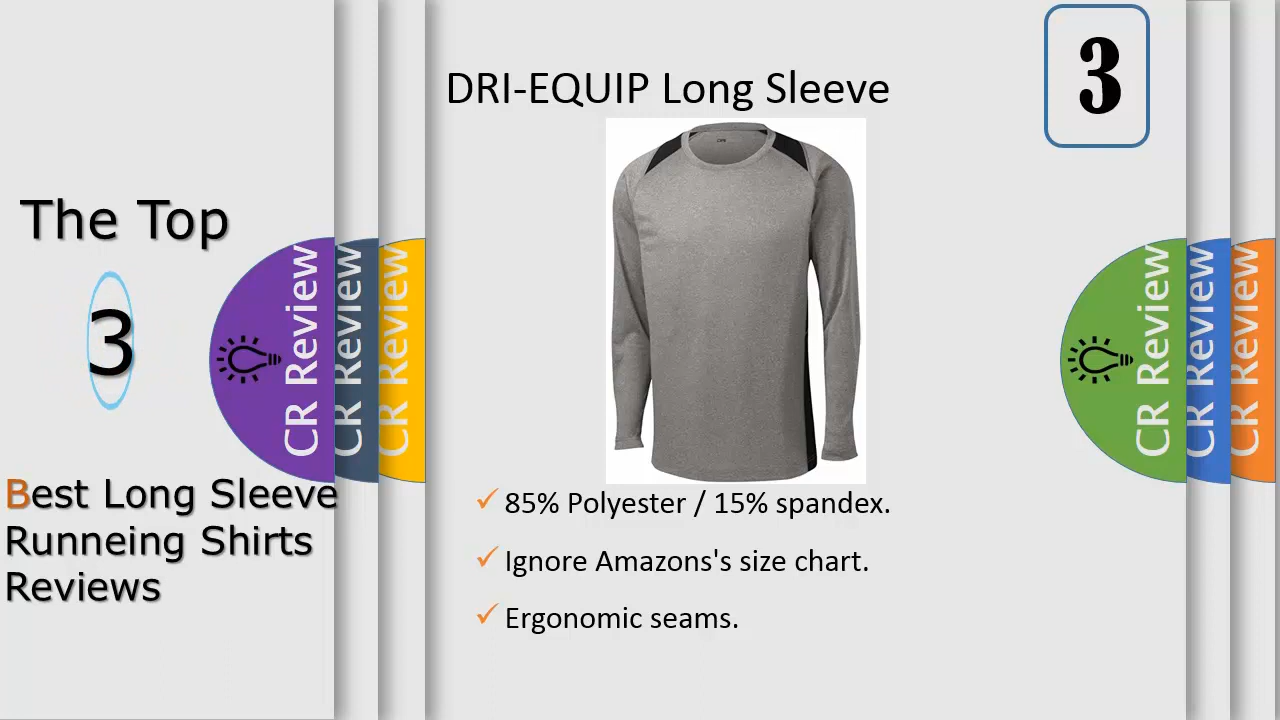 The Top
3
Best Long Sleeve
Runneing Shirts
Reviews
CR Review
CR Review
CR Review
DRI-EQUIP Long Sleeve
85% Polyester / 15% spandex.
Ignore Amazons's size chart.
Ergonomic seams.
3
CR Review
CR Review
CR Review